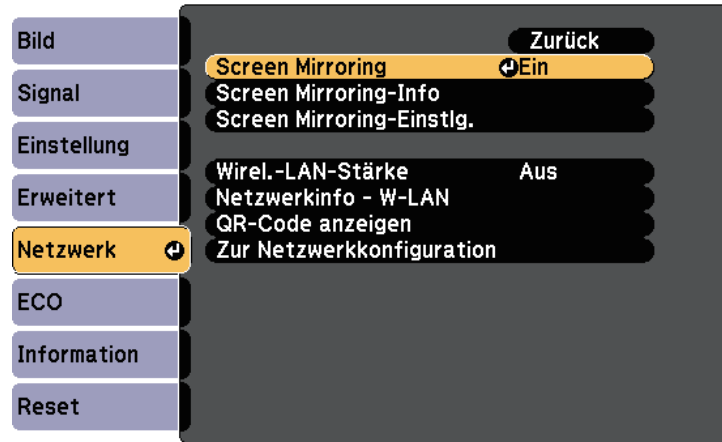 Bild
Signal
Einstellung
Erweitert
Netzwerk
ECO
Information
Reset
Zurück
Screen Mirroring Ein
Screen Mirroring-Info
Screen Mirroring-Einstlg.
Wirel.-LAN-Stärke Aus
Netzwerkinfo - W-LAN
QR-Code anzeigen
Zur Netzwerkkonfiguration